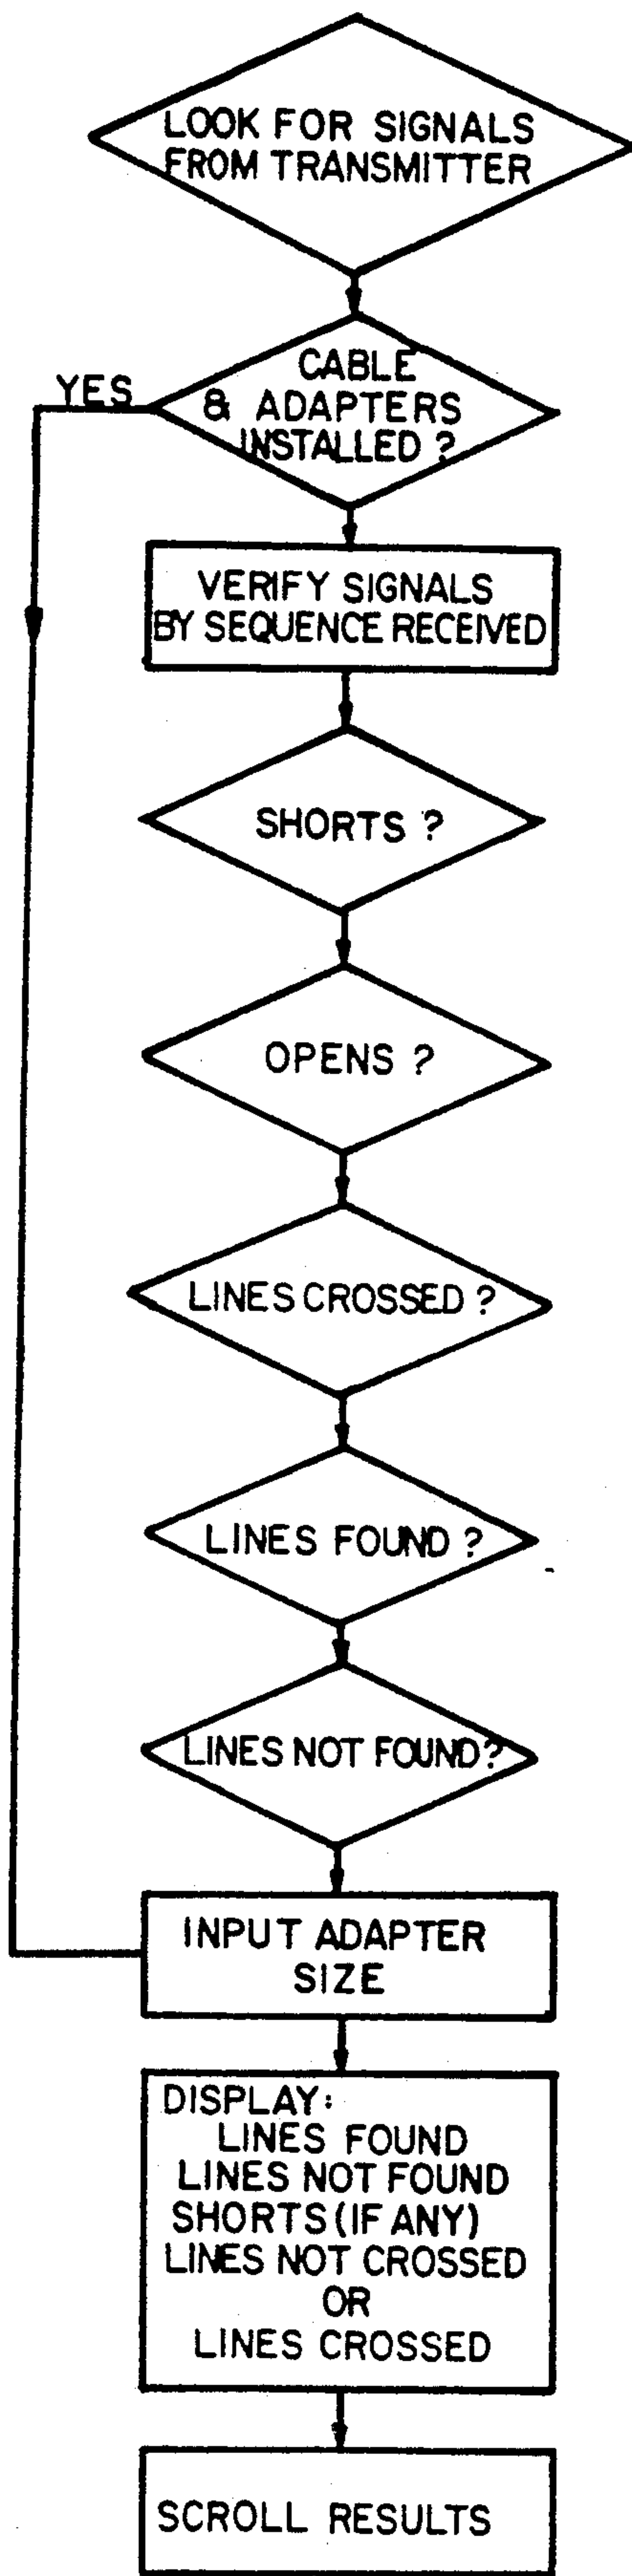 LOOK FOR SIGNALS
FROM TRANSMITTER
CABLE
YES
& ADAPTERS
INSTALLED ?
VERIFY SIGNALS
BY SEQUENCE RECEIVED
SHORTS ?
OPENS ?
LINES CROSSED ?
LINES FOUND ?
LINES NOT FOUND?
INPUT ADAPTER
SIZE
DISPLAY:
LINES FOUND
LINES NOT FOUND
SHORTS (IF ANY)
LINES NOT CROSSED
OR
LINES CROSSED
SCROLL RESULTS